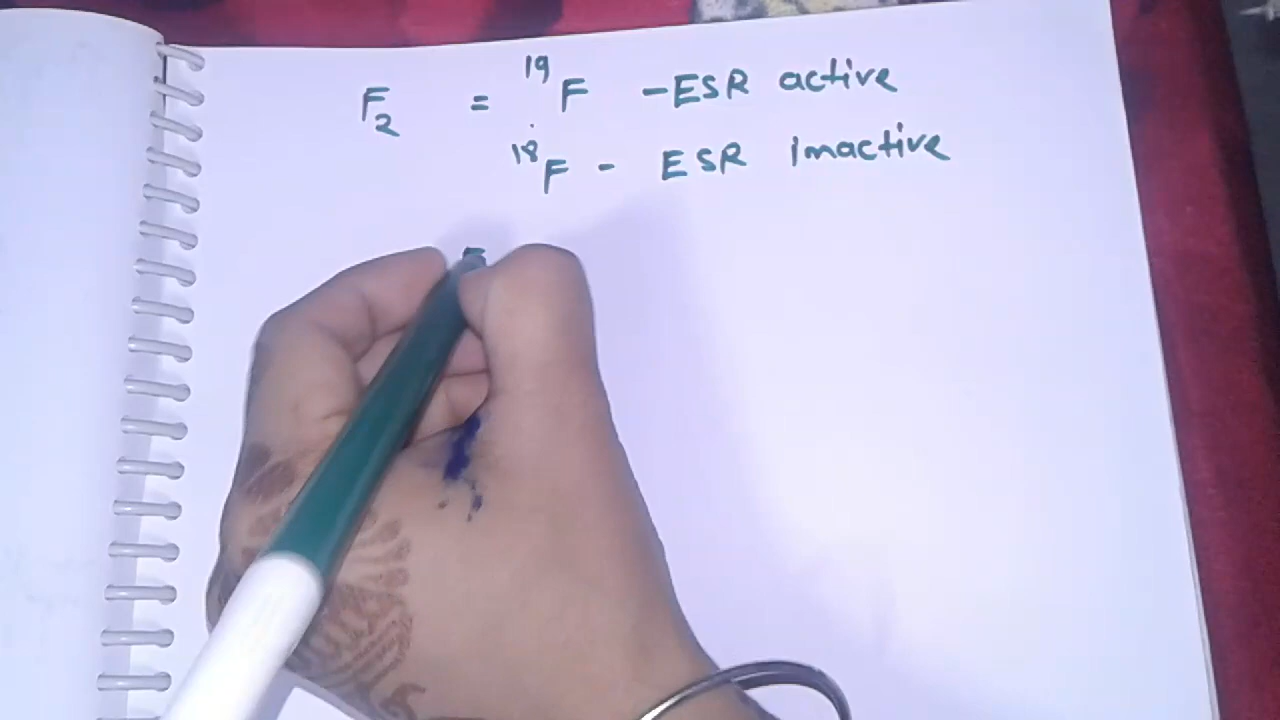 F₂ = ¹⁹F - ESR active
¹⁸F - ESR inactive